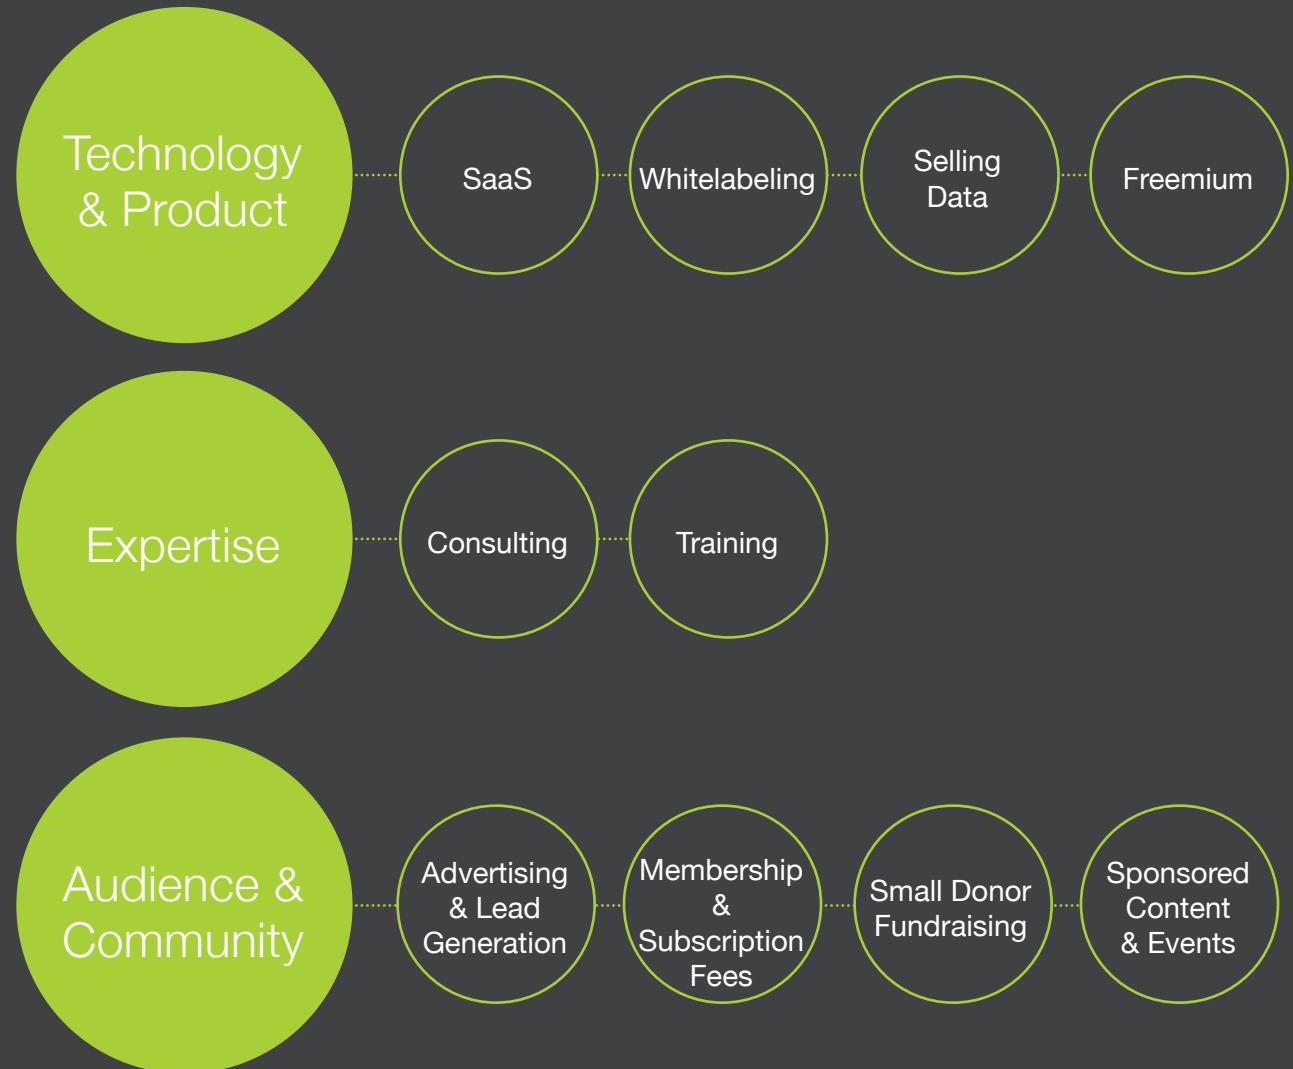 Technology
& Product
SaaS
Whitelabeling
Selling
Data
Freemium
Expertise
Consulting
Training
Audience &
Community
Advertising
& Lead
Generation
Membership
&
Subscription
Fees
Small Donor
Fundraising
Sponsored
Content
& Events